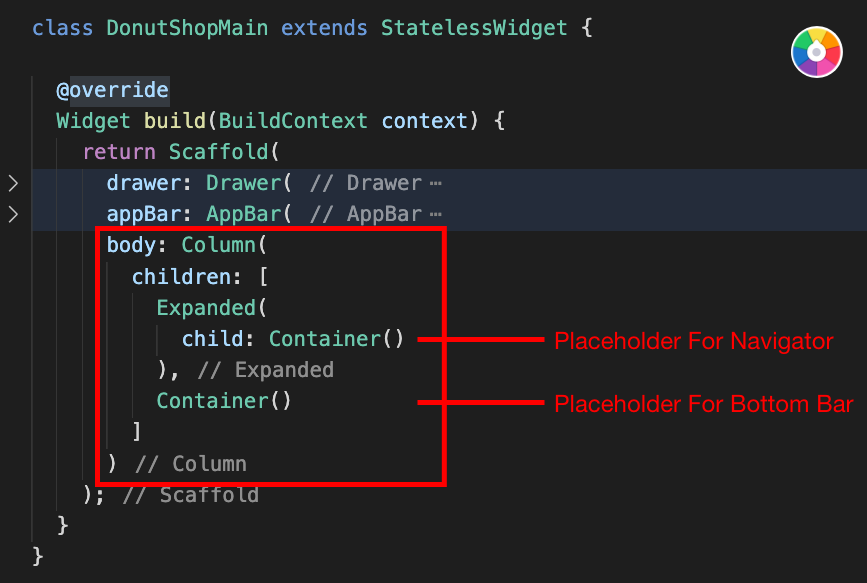 class DonutShopMain extends StatelessWidget {
@override
Widget build(BuildContext context) {
return Scaffold(
drawer: Drawer( // Drawer ⋯
appBar: AppBar( // AppBar ⋯
body: Column(
children: [
Expanded(
child: Container()
Placeholder For Navigator
), // Expanded
Container()
Placeholder For Bottom Bar
]
) // Column
); // Scaffold
}
}